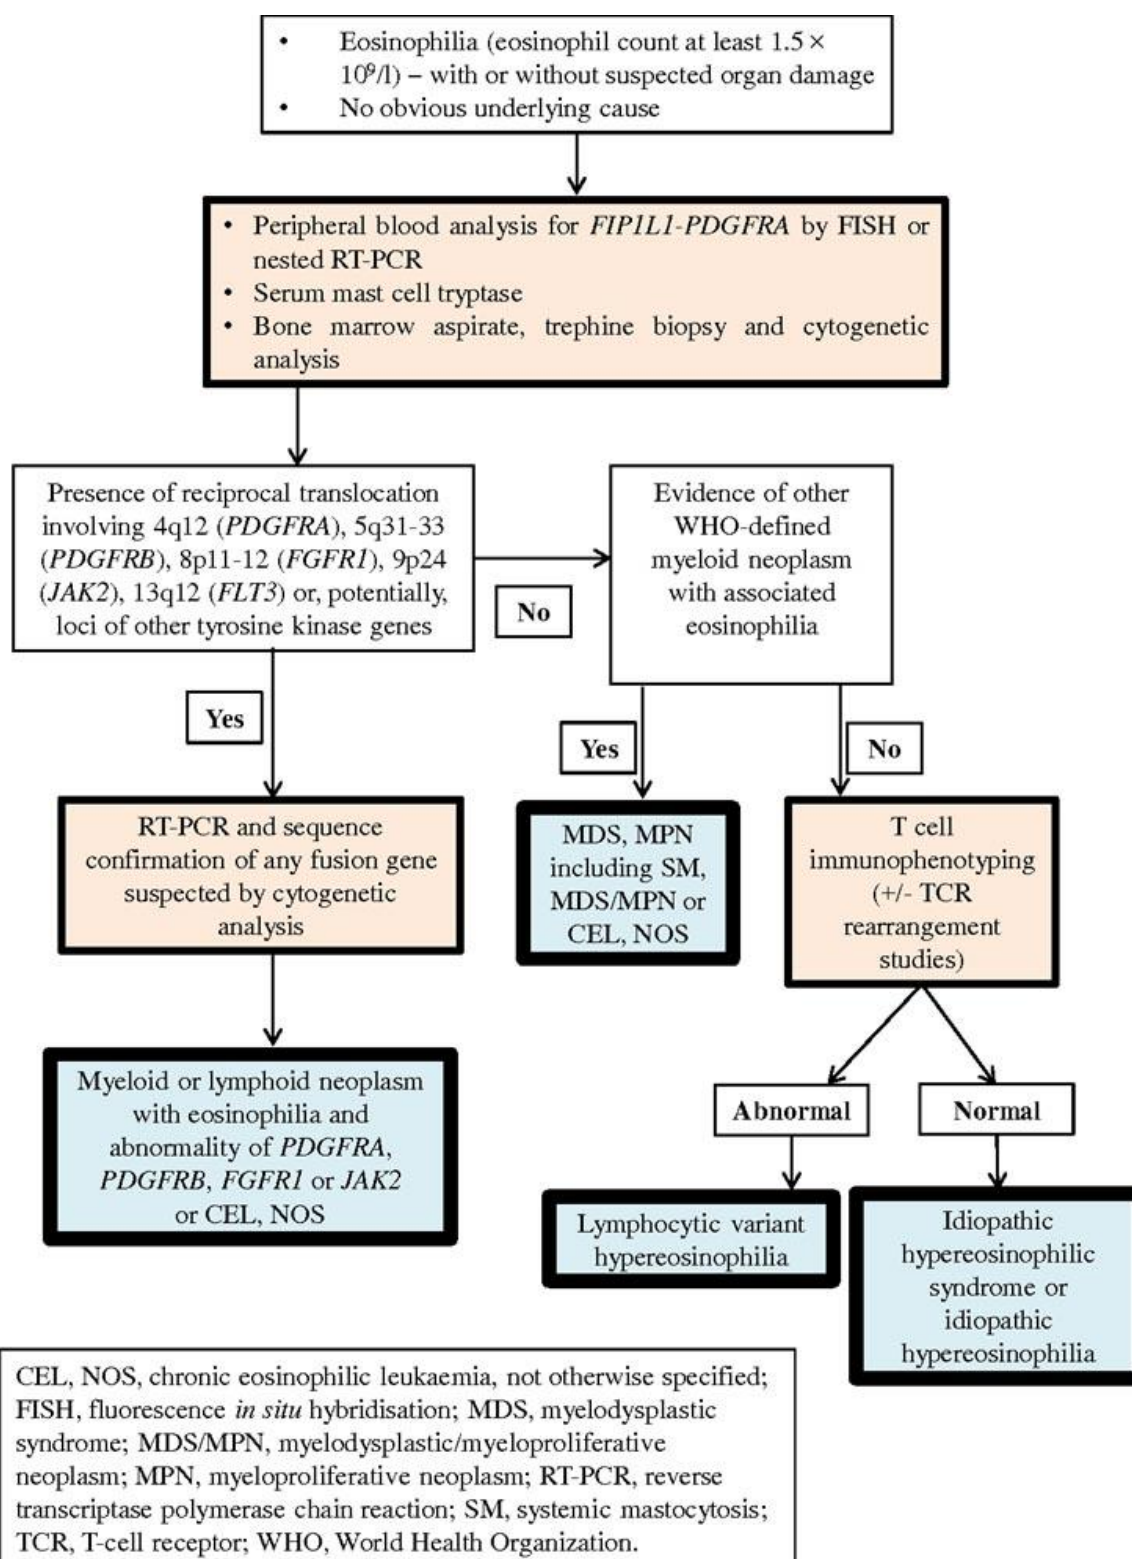 • Eosinophilia (eosinophil count at least 1.5 ×
10⁹/l) – with or without suspected organ damage
• No obvious underlying cause
• Peripheral blood analysis for FIP1L1-PDGFRA by FISH or
nested RT-PCR
• Serum mast cell tryptase
• Bone marrow aspirate, trephine biopsy and cytogenetic
analysis
Presence of reciprocal translocation
involving 4q12 (PDGFRA), 5q31-33
(PDGFRB), 8p11-12 (FGFR1), 9p24
(JAK2), 13q12 (FLT3) or, potentially,
loci of other tyrosine kinase genes
No
Evidence of other
WHO-defined
myeloid neoplasm
with associated
eosinophilia
Yes
Yes
No
RT-PCR and sequence
confirmation of any fusion gene
suspected by cytogenetic
analysis
MDS, MPN
including SM,
MDS/MPN or
CEL, NOS
T cell
immunophenotyping
(+/- TCR
rearrangement
studies)
Myeloid or lymphoid neoplasm
with eosinophilia and
abnormality of PDGFRA,
PDGFRB, FGFR1 or JAK2
or CEL, NOS
Abnormal
Normal
Lymphocytic variant
hypereosinophilia
Idiopathic
hypereosinophilic
syndrome or
idiopathic
hypereosinophilia
CEL, NOS, chronic eosinophilic leukaemia, not otherwise specified;
FISH, fluorescence in situ hybridisation; MDS, myelodysplastic
syndrome; MDS/MPN, myelodysplastic/myeloproliferative
neoplasm; MPN, myeloproliferative neoplasm; RT-PCR, reverse
transcriptase polymerase chain reaction; SM, systemic mastocytosis;
TCR, T-cell receptor; WHO, World Health Organization.